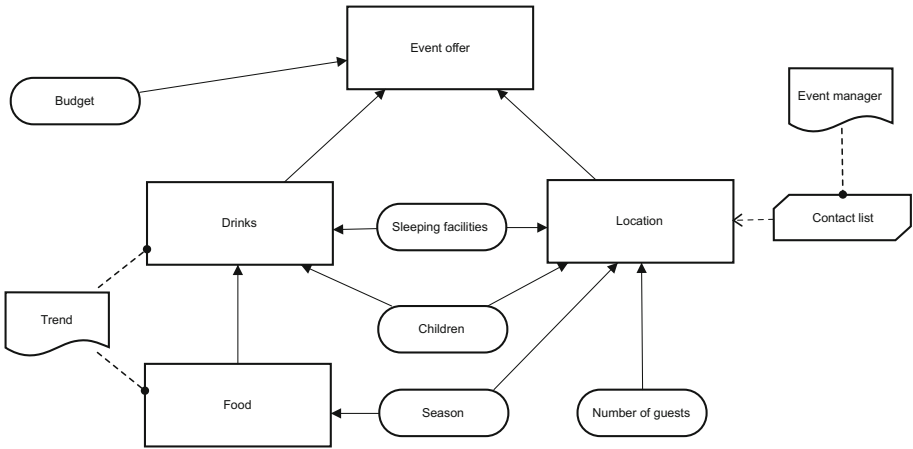 Event offer
Budget
Event manager
Drinks
Sleeping facilities
Location
Contact list
Trend
Children
Food
Season
Number of guests